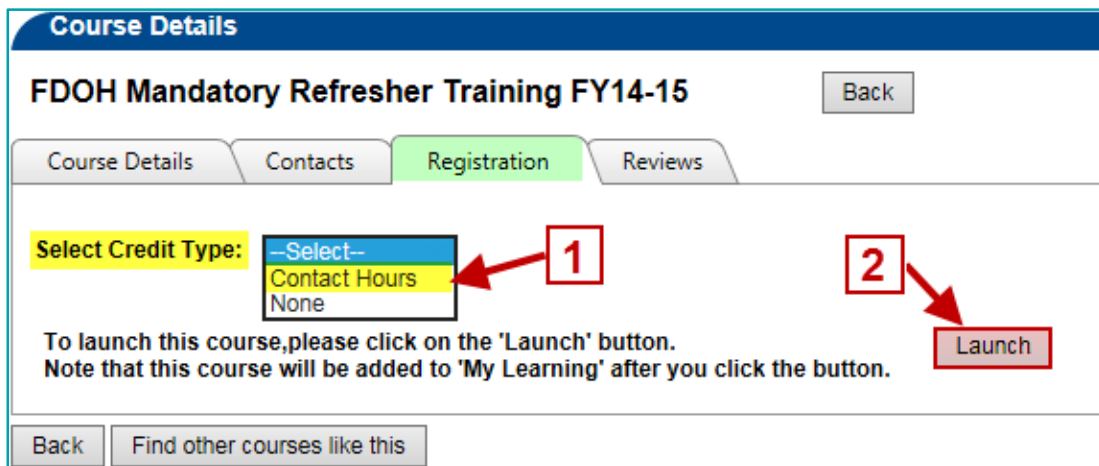 Course Details
FDOH Mandatory Refresher Training FY14-15
Back
Course Details
Contacts
Registration
Reviews
Select Credit Type:
--Select--
1
Contact Hours
None
2
To launch this course,please click on the 'Launch' button.
Launch
Note that this course will be added to 'My Learning' after you click the button.
Back
Find other courses like this